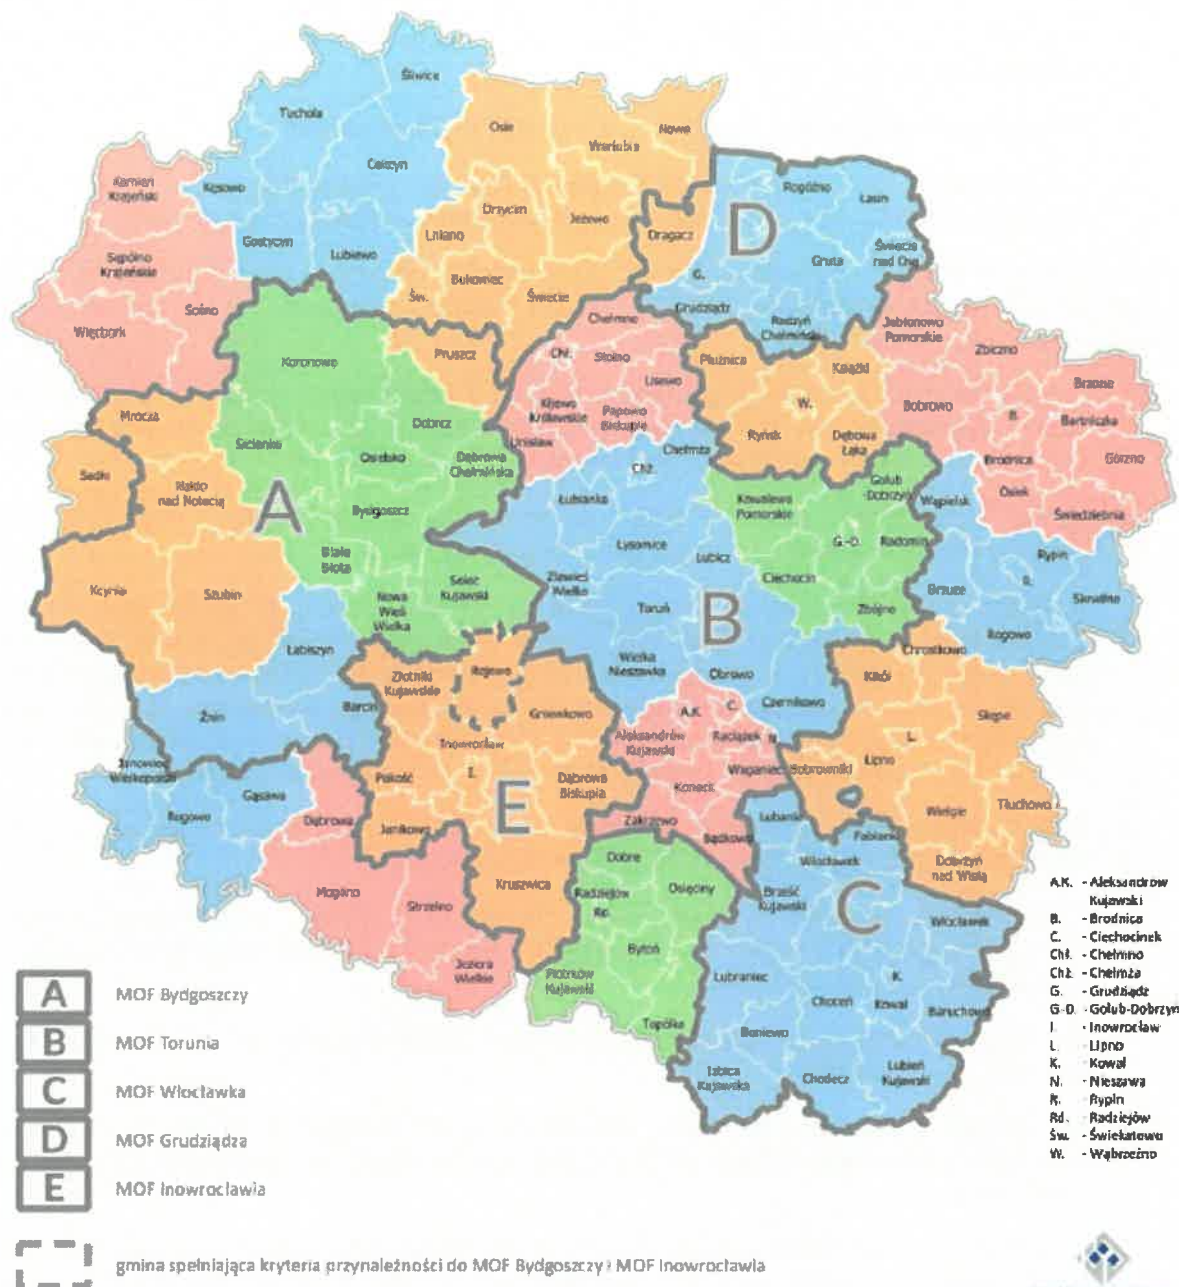 Śliwice
Tuchola
Cekcyn
Kęsowo
Gostycyn
Lubiewo
Osie
Warlubie
Nowe
Drzycim
Jeżewo
Lniano
Bukowiec
Św.
Świecie
Dragacz
Pruszcz
Kamień
Krajeński
Sępólno
Krajeńskie
Sośno
Więcbork
D
Rogóźno
Łasin
Gruta
Świecie
nad Osą
G.
Grudziądz
Radzyń
Chełmiński
Chełmno
Chł.
Stolno
Lisewo
Kijewo
Królewskie
Papowo
Biskupie
Unisław
Płużnica
Książki
W.
Ryńsk
Dębowa
Łąka
Jabłonowo
Pomorskie
Zbiczno
Brzozie
Bobrowo
B.
Bartniczka
Brodnica
Górzno
Osiek
Świedziebnia
Koronowo
Dobrcz
Sicienko
Osielsko
Dąbrowa
Chełmińska
A
Bydgoszcz
Białe
Błota
Nowa
Wieś
Wielka
Solec
Kujawski
Mrocza
Sadki
Nakło
nad Notecią
Kcynia
Szubin
Łabiszyn
Żnin
Barcin
Janowiec
Wielkopolski
Rogowo
Gąsawa
Chełmża
Chż.
Łubianka
Łysomice
Lubicz
Zławieś
Wielka
Toruń
B
Wielka
Nieszawka
Obrowo
Czernikowo
Kowalewo
Pomorskie
Golub
-Dobrzyń
G.-D.
Radomin
Ciechocin
Zbójno
Wąpielsk
Rypin
R.
Brzuze
Skrwilno
Rogowo
Złotniki
Kujawskie
Rojewo
Gniewkowo
Inowrocław
I.
Pakość
Dąbrowa
Biskupia
E
Janikowo
Kruszwica
Dąbrowa
Mogilno
Strzelno
Jeziora
Wielkie
A.K.
C.
Aleksandrów
Kujawski
Raciążek
N.
Waganiec
Koneck
Zakrzewo
Bądkowo
Chrostkowo
Kikół
Skępe
L.
Lipno
Bobrowniki
Wielgie
Tłuchowo
Dobrzyń
nad Wisłą
Dobre
Radziejów
Rd.
Osięciny
Bytoń
Piotrków
Kujawski
Topólka
Lubanie
Fabianki
Włocławek
Brześć
Kujawski
C
Włocławek
Lubraniec
K.
Choceń
Kowal
Baruchowo
Boniewo
Izbica
Kujawska
Chodecz
Lubień
Kujawski
A.K. - Aleksandrów
Kujawski
B. - Brodnica
C. - Ciechocinek
Chł. - Chełmno
Chż. - Chełmża
G. - Grudziądz
G-D. - Golub-Dobrzyń
I. - Inowrocław
L. - Lipno
K. - Kowal
N. - Nieszawa
R. - Rypin
Rd. - Radziejów
Św. - Świekatowo
W. - Wąbrzeźno
A MOF Bydgoszczy
B MOF Torunia
C MOF Włocławka
D MOF Grudziądza
E MOF Inowrocławia
gmina spełniająca kryteria przynależności do MOF Bydgoszczy i MOF Inowrocławia